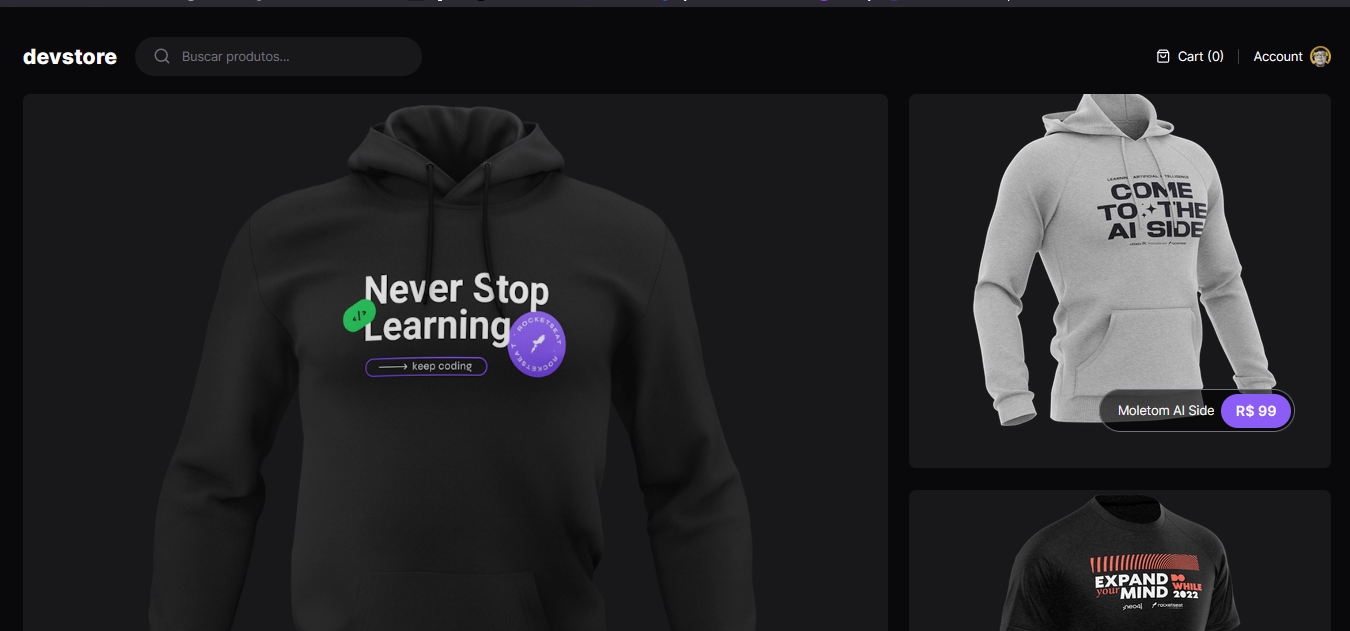 devstore
Buscar produtos...
Cart (0)
Account
Never Stop
Learning
keep coding
ROCKETSEAT
ROCKETSEAT
LEARNING ARTIFICIAL INTELLIGENCE
COME
TO THE
AI SIDE
Moletom AI Side
R$ 99
EXPAND
your MIND
DO
WHILE
2022
neo4j
rocketseat